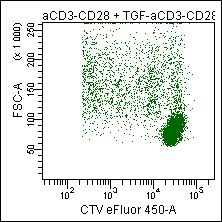 aCD3-CD28 + TGF-aCD3-CD28
(x 1 000)
FSC-A
250
200
150
100
50
10² 10³ 10⁴ 10⁵
CTV eFluor 450-A